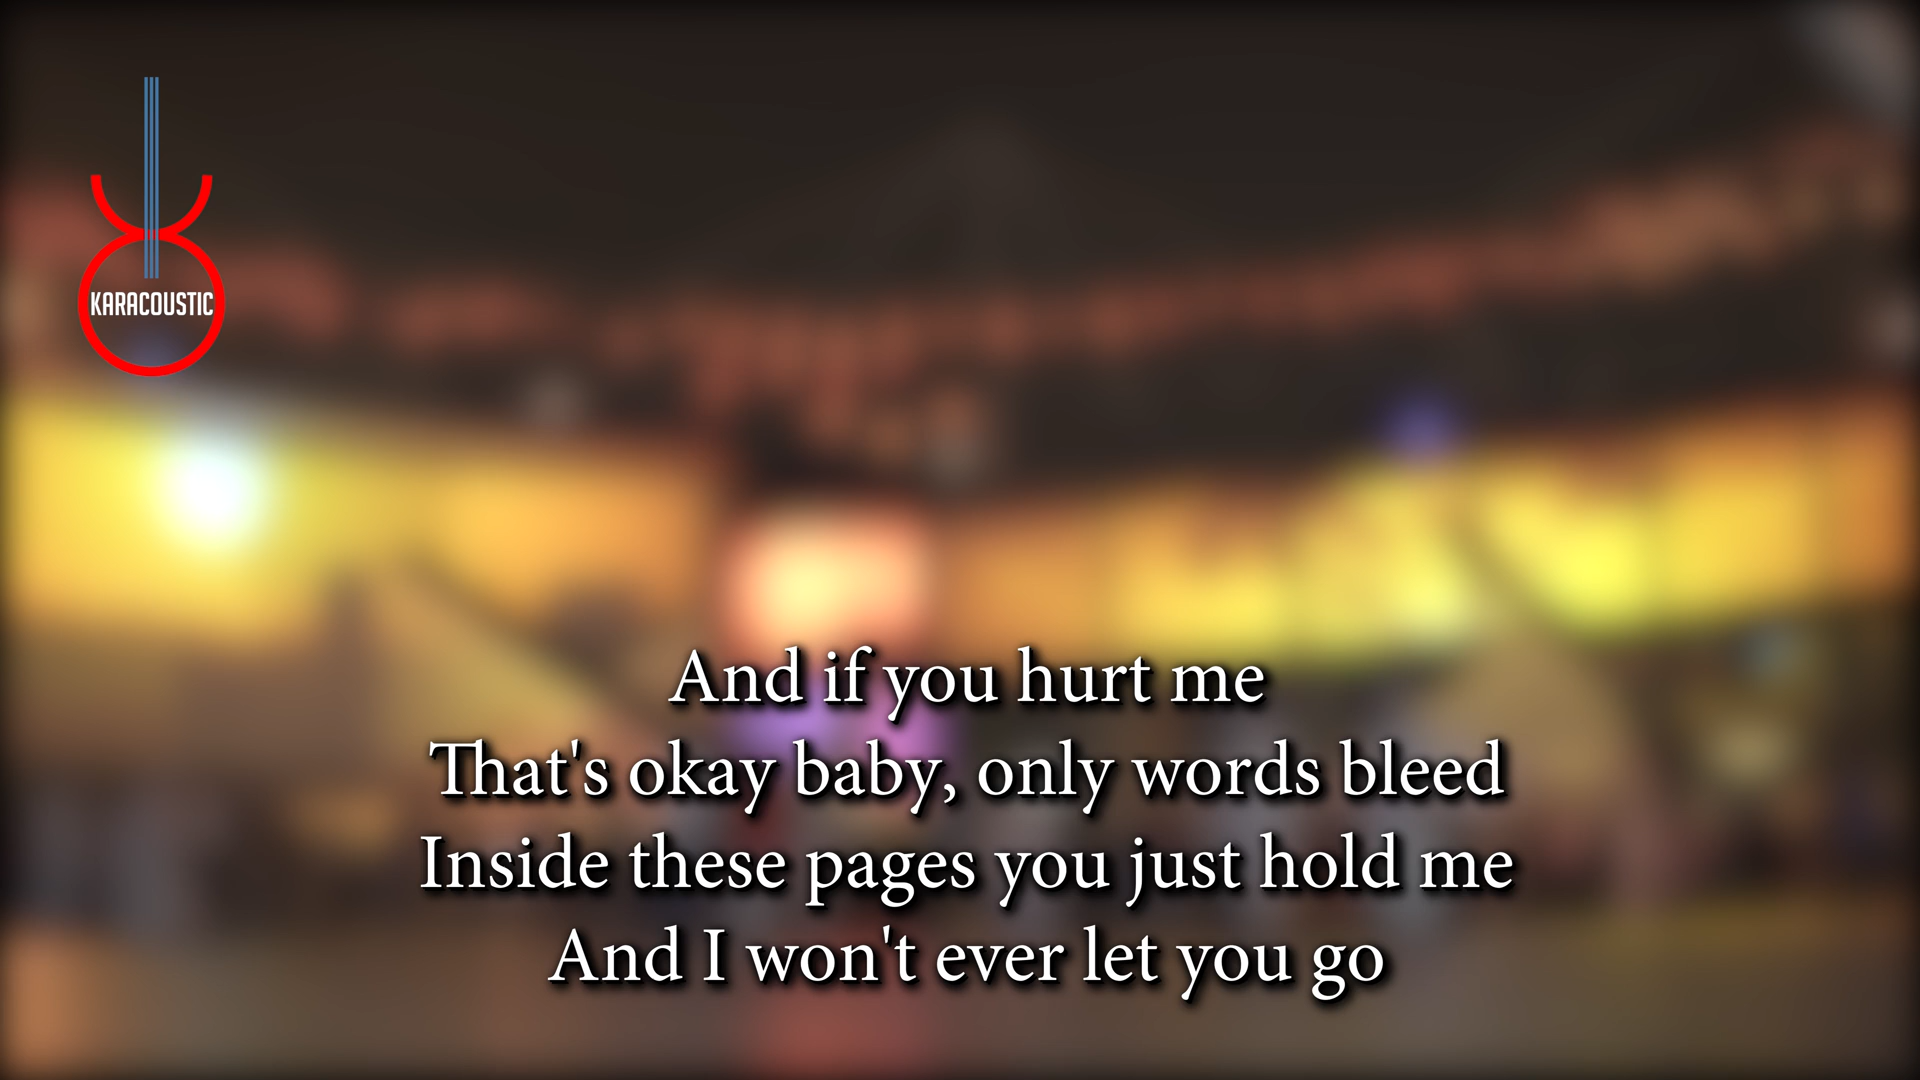 KARACOUSTIC
And if you hurt me
That's okay baby, only words bleed
Inside these pages you just hold me
And I won't ever let you go